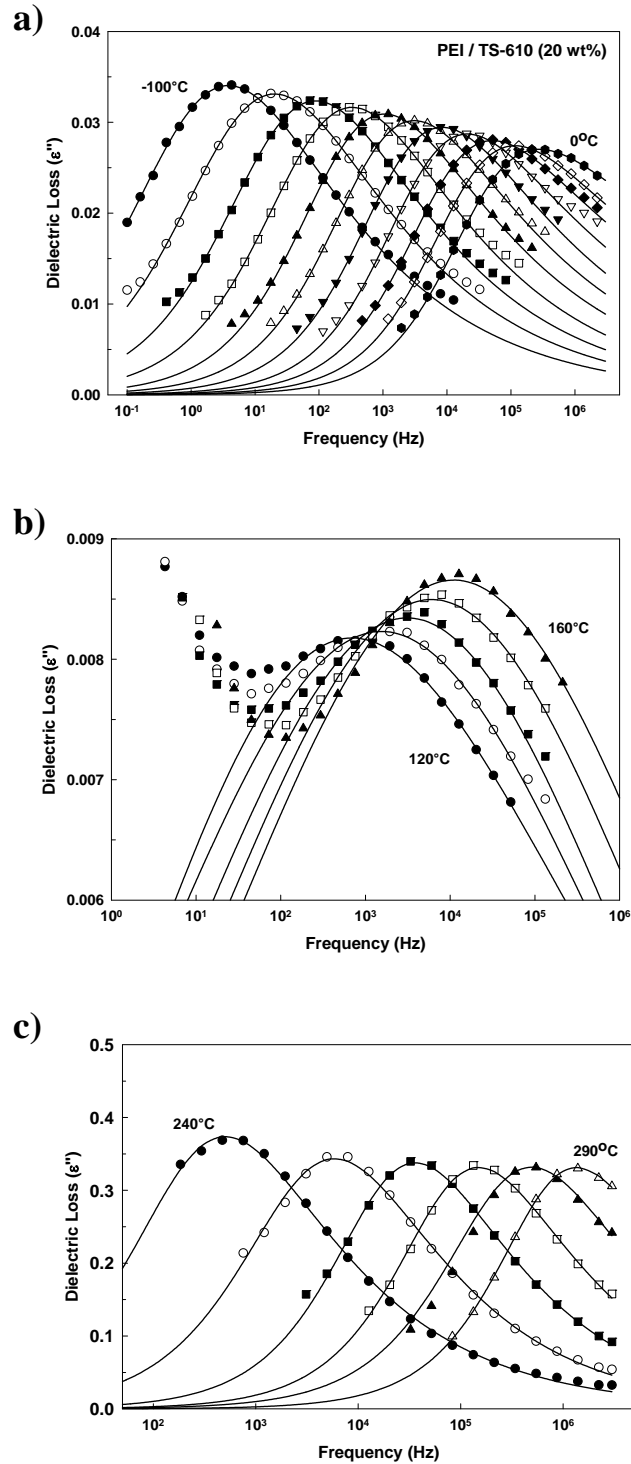 a)
PEI / TS-610 (20 wt%)
-100°C
0°C
0.04
0.03
0.02
0.01
0.00
Dielectric Loss (ε")
10-1 100 101 102 103 104 105 106
Frequency (Hz)
b)
0.009
0.008
0.007
0.006
Dielectric Loss (ε")
160°C
120°C
100 101 102 103 104 105 106
Frequency (Hz)
c)
0.5
0.4
0.3
0.2
0.1
0.0
Dielectric Loss (ε")
240°C
290°C
102 103 104 105 106
Frequency (Hz)